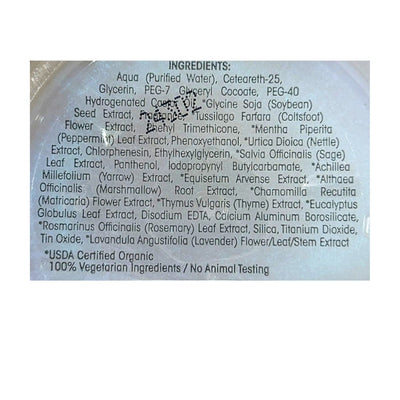 INGREDIENTS:
Aqua (Purified Water), Ceteareth-25,
Glycerin, PEG-7 Glyceryl Cocoate, PEG-40
Hydrogenated *Glycine Soja (Soybean)
Seed Extract, Tussilago Farfara (Coltsfoot)
Flower Extract, Trimethicone, *Mentha Piperita
(Peppermint) Leaf Extract, Phenoxyethanol, *Urtica Dioica (Nettle)
Extract, Chlorphenesin, Ethylhexylglycerin, *Salvia Officinalis (Sage)
Leaf Extract, Panthenol, Iodopropynyl Butylcarbamate, *Achillea
Millefolium (Yarrow) Extract, *Equisetum Arvense Extract, *Althaea
Officinalis (Marshmallow) Root Extract, *Chamomilla Recutita
(Matricaria) Flower Extract, *Thymus Vulgaris (Thyme) Extract, *Eucalyptus
Globulus Leaf Extract, Disodium EDTA, Calcium Aluminum Borosilicate,
*Rosmarinus Officinalis (Rosemary) Leaf Extract, Silica, Titanium Dioxide,
Tin Oxide, *Lavandula Angustifolia (Lavender) Flower/Leaf/Stem Extract
*USDA Certified Organic
100% Vegetarian Ingredients / No Animal Testing